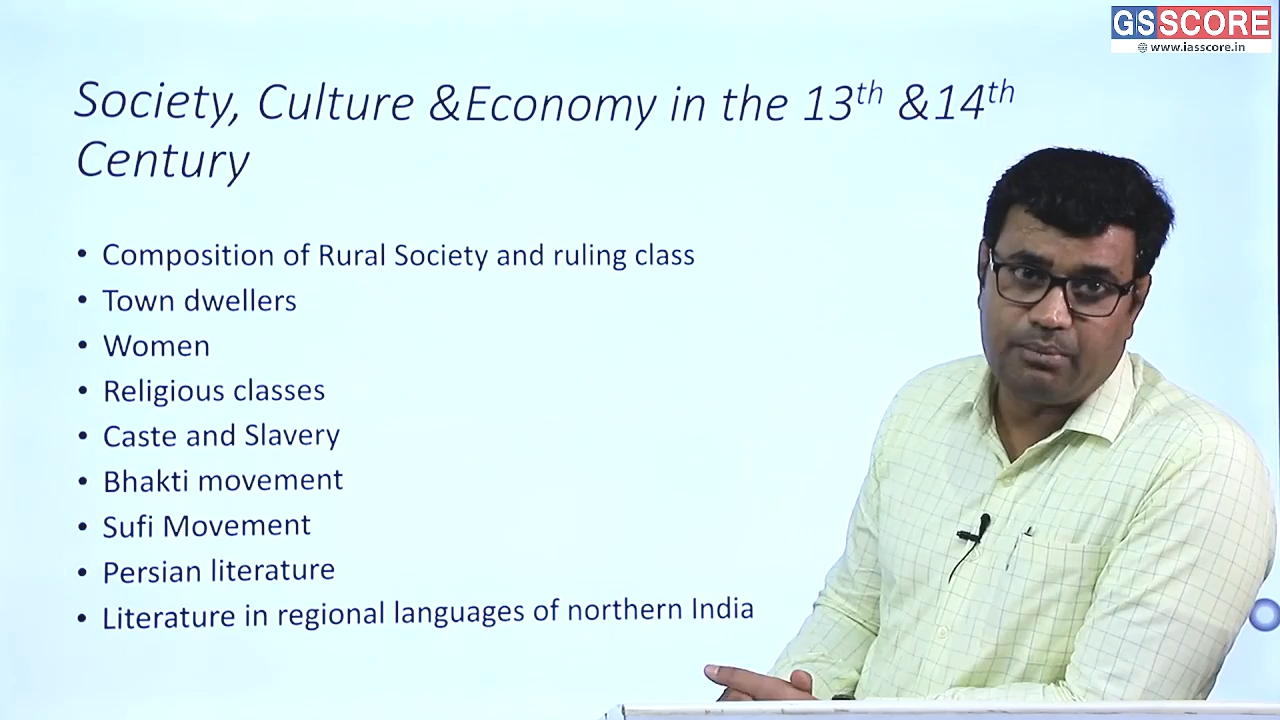 GSSCORE
www.iasscore.in
Society, Culture &Economy in the 13th &14th
Century
• Composition of Rural Society and ruling class
• Town dwellers
• Women
• Religious classes
• Caste and Slavery
• Bhakti movement
• Sufi Movement
• Persian literature
• Literature in regional languages of northern India